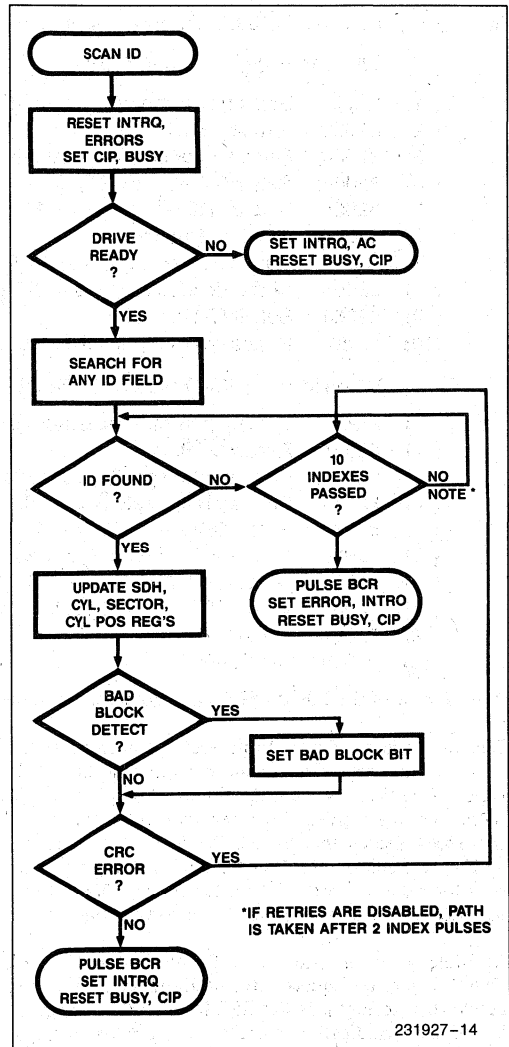 SCAN ID
RESET INTRQ,
ERRORS
SET CIP, BUSY
DRIVE
READY
?
NO
SET INTRQ, AC
RESET BUSY, CIP
YES
SEARCH FOR
ANY ID FIELD
ID FOUND
?
NO
10
INDEXES
PASSED
?
NO
NOTE *
YES
PULSE BCR
SET ERROR, INTRO
RESET BUSY, CIP
UPDATE SDH,
CYL, SECTOR,
CYL POS REG'S
BAD
BLOCK
DETECT
?
YES
SET BAD BLOCK BIT
NO
CRC
ERROR
?
YES
NO
*IF RETRIES ARE DISABLED, PATH
IS TAKEN AFTER 2 INDEX PULSES
PULSE BCR
SET INTRQ
RESET BUSY, CIP
231927-14